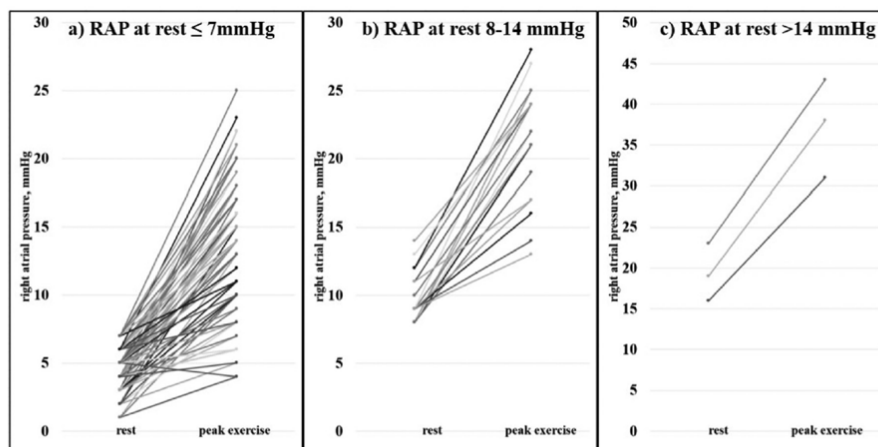 a) RAP at rest ≤ 7mmHg
right atrial pressure, mmHg
30
25
20
15
10
5
0
rest
peak exercise
b) RAP at rest 8-14 mmHg
right atrial pressure, mmHg
30
25
20
15
10
5
0
rest
peak exercise
c) RAP at rest >14 mmHg
right atrial pressure, mmHg
50
45
40
35
30
25
20
15
10
5
0
rest
peak exercise